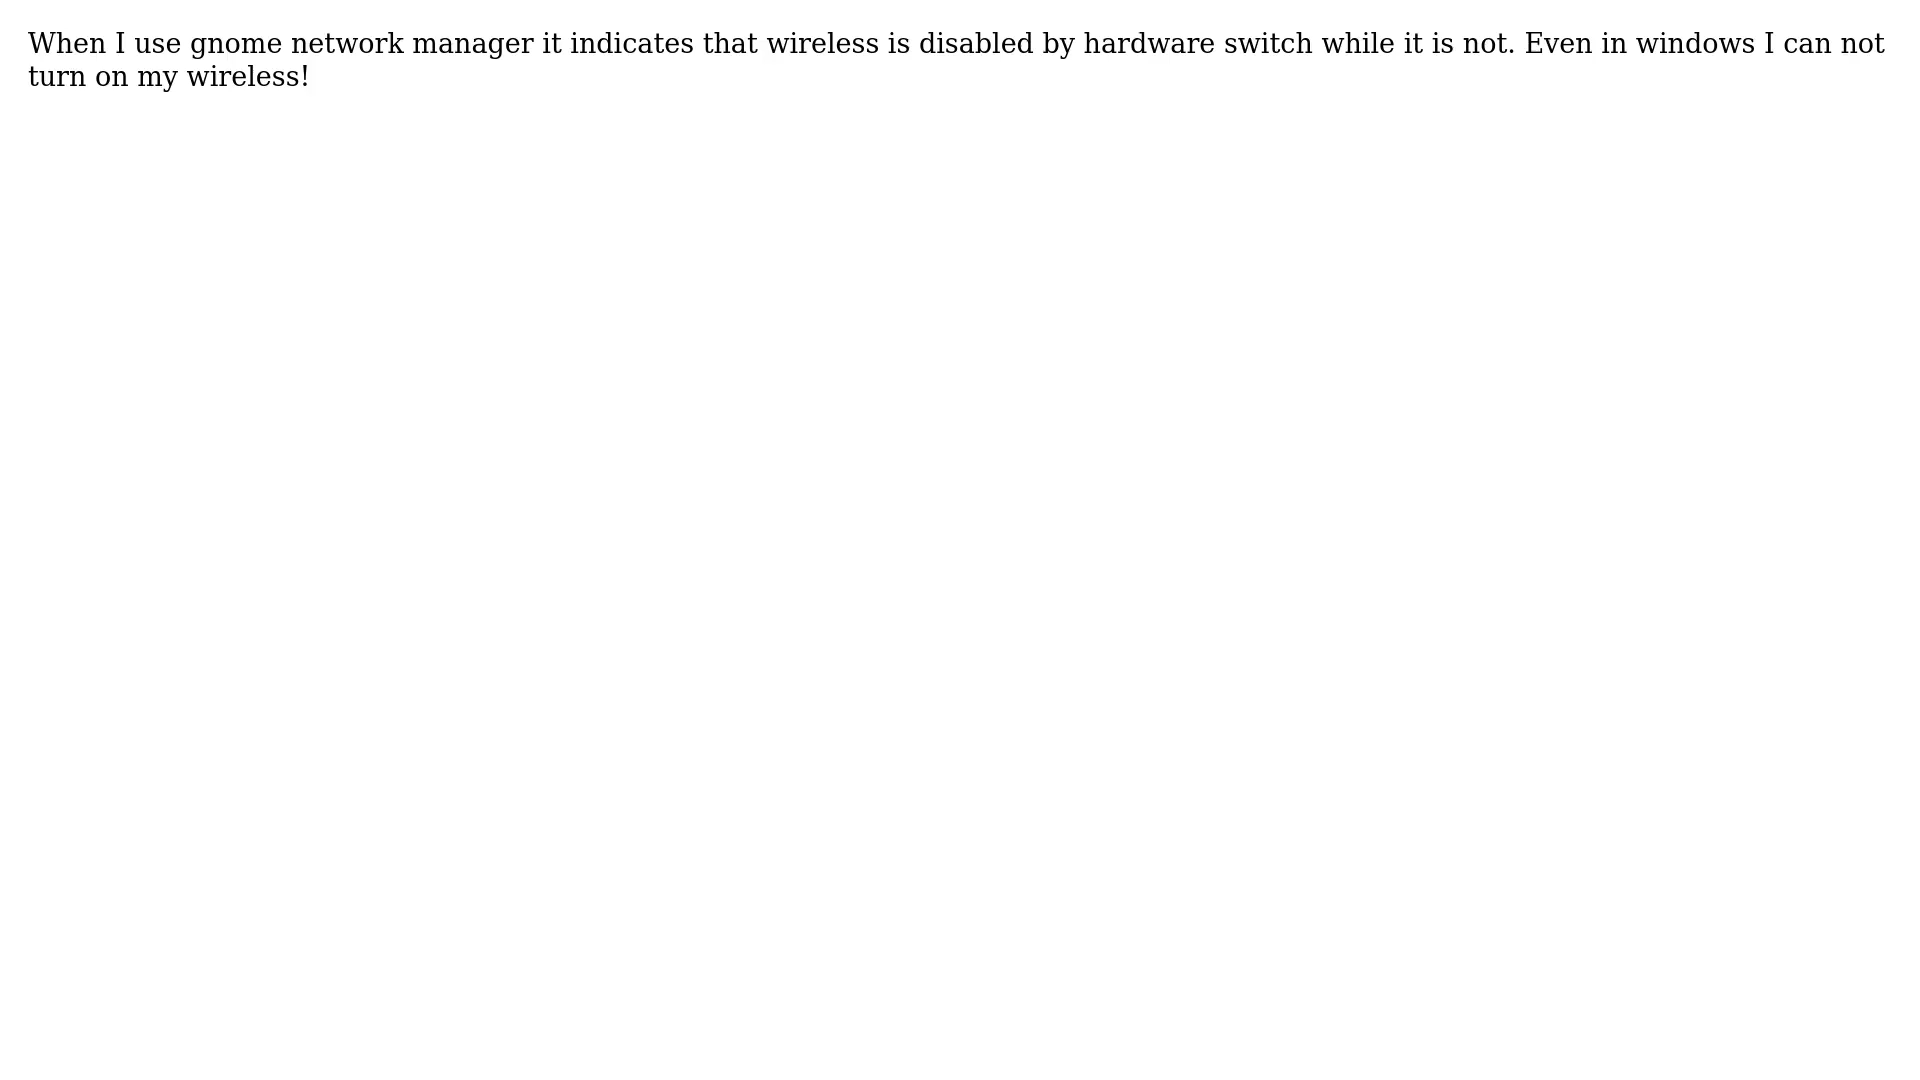 When I use gnome network manager it indicates that wireless is disabled by hardware switch while it is not. Even in windows I can not
turn on my wireless!